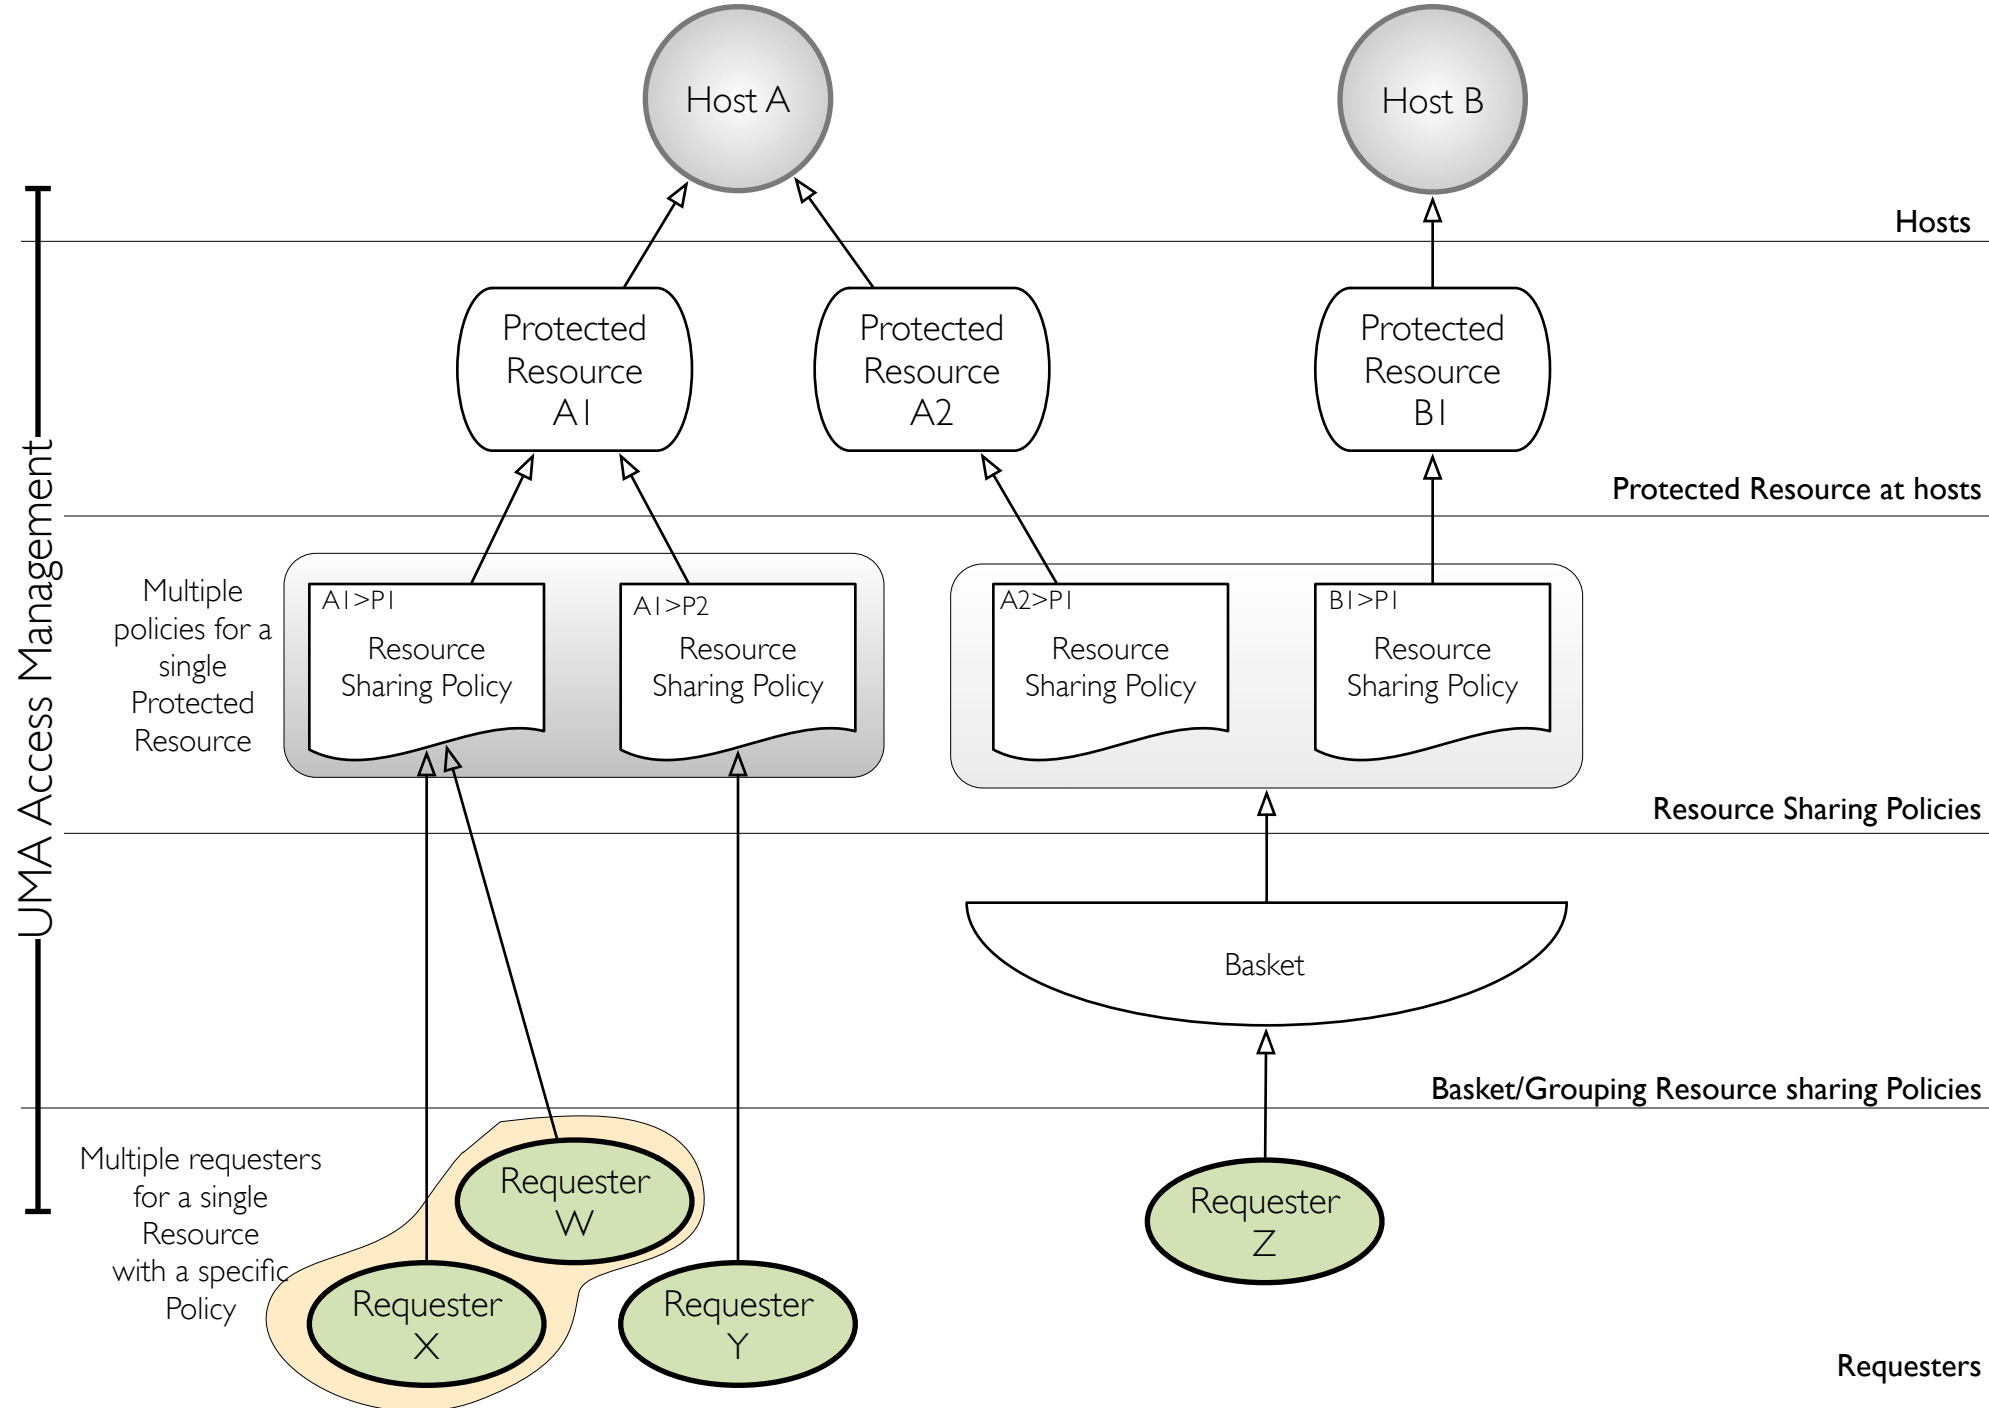 Host A
Host B
Hosts
Protected
Resource
A1
Protected
Resource
A2
Protected
Resource
B1
Protected Resource at hosts
UMA Access Management
Multiple
policies for a
single
Protected
Resource
A1>P1
Resource
Sharing Policy
A1>P2
Resource
Sharing Policy
A2>P1
Resource
Sharing Policy
B1>P1
Resource
Sharing Policy
Resource Sharing Policies
Basket
Basket/Grouping Resource sharing Policies
Multiple requesters
for a single
Resource
with a specific
Policy
Requester
W
Requester
X
Requester
Y
Requester
Z
Requesters